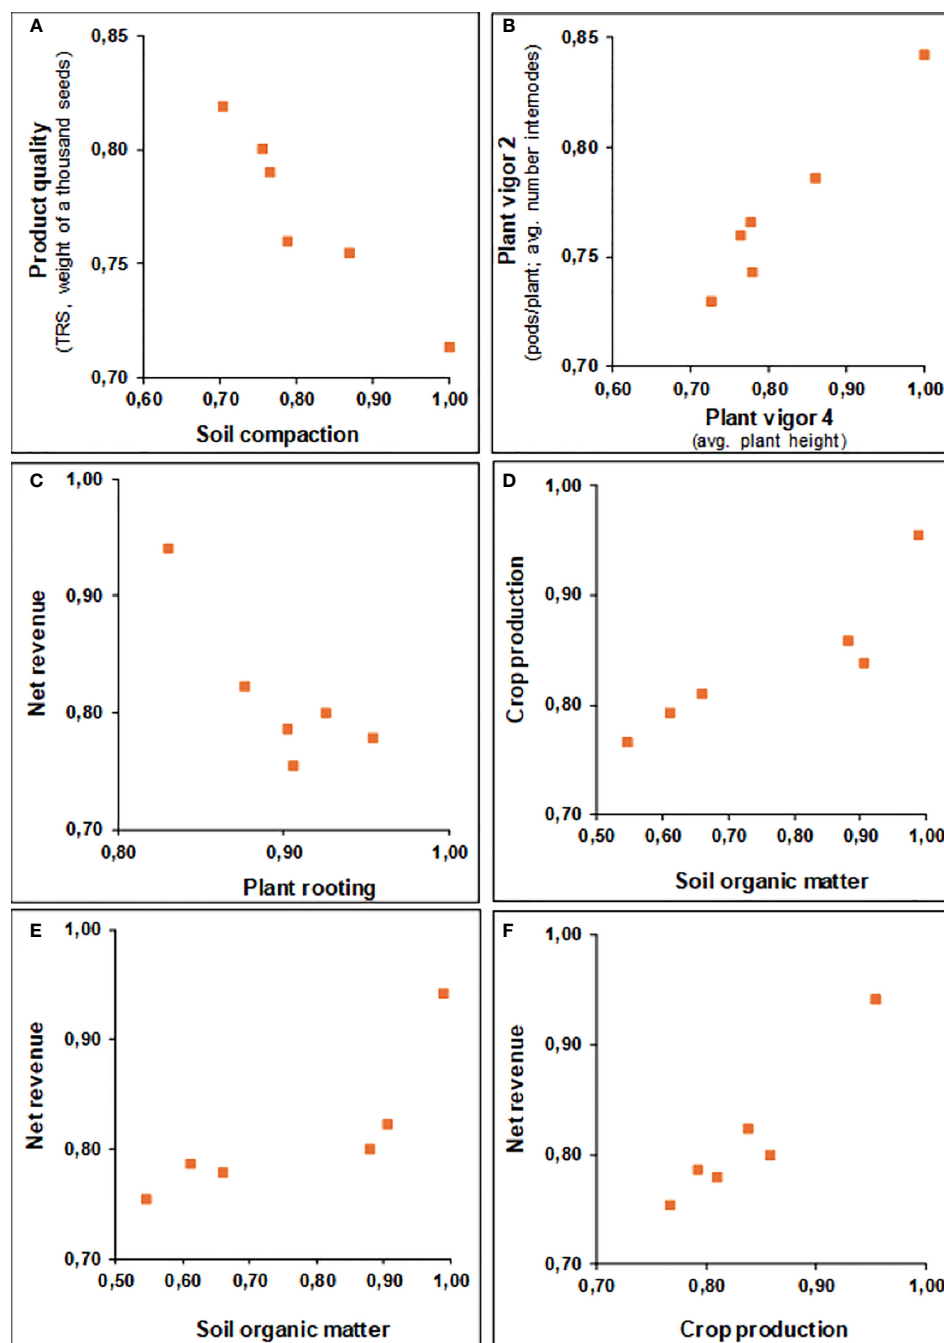 A
0,85
0,80
0,75
0,70
Product quality
(TRS, weight of a thousand seeds)
0,60 0,70 0,80 0,90 1,00
Soil compaction
B
0,85
0,80
0,75
0,70
Plant vigor 2
(pods/plant; avg. number internodes)
0,60 0,70 0,80 0,90 1,00
Plant vigor 4
(avg. plant height)
C
1,00
0,90
0,80
0,70
Net revenue
0,80 0,90 1,00
Plant rooting
D
1,00
0,90
0,80
0,70
Crop production
0,50 0,60 0,70 0,80 0,90 1,00
Soil organic matter
E
1,00
0,90
0,80
0,70
Net revenue
0,50 0,60 0,70 0,80 0,90 1,00
Soil organic matter
F
1,00
0,90
0,80
0,70
Net revenue
0,70 0,80 0,90 1,00
Crop production